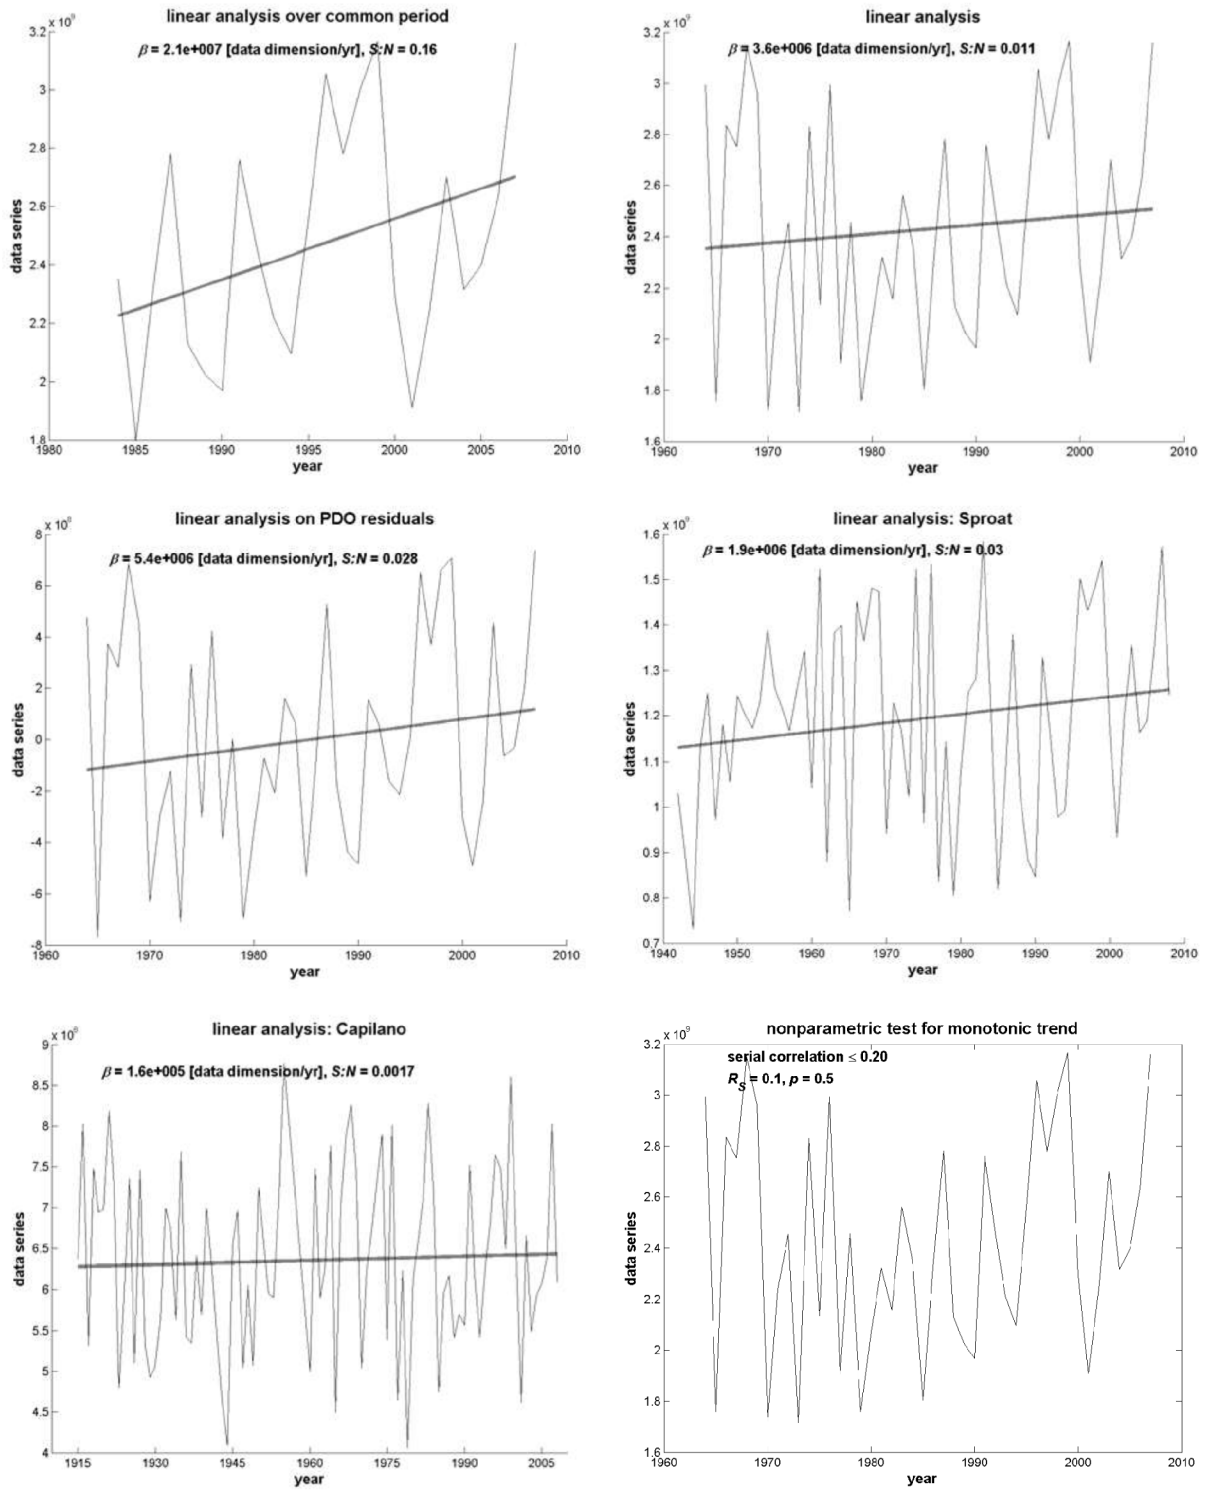 linear analysis over common period
x 10⁹
β = 2.1e+007 [data dimension/yr], S:N = 0.16
3.2
3
2.8
2.6
2.4
2.2
2
1.8
data series
1980 1985 1990 1995 2000 2005 2010
year
linear analysis
x 10⁹
β = 3.6e+006 [data dimension/yr], S:N = 0.011
3.2
3
2.8
2.6
2.4
2.2
2
1.8
1.6
data series
1960 1970 1980 1990 2000 2010
year
linear analysis on PDO residuals
x 10⁸
β = 5.4e+006 [data dimension/yr], S:N = 0.028
8
6
4
2
0
-2
-4
-6
-8
data series
1960 1970 1980 1990 2000 2010
year
linear analysis: Sproat
x 10⁹
β = 1.9e+006 [data dimension/yr], S:N = 0.03
1.6
1.5
1.4
1.3
1.2
1.1
1
0.9
0.8
0.7
data series
1940 1950 1960 1970 1980 1990 2000 2010
year
linear analysis: Capilano
β = 1.6e+005 [data dimension/yr], S:N = 0.0017
9
8.5
8
7.5
7
6.5
6
5.5
5
4.5
4
data series
1915 1930 1945 1960 1975 1990 2005
year
nonparametric test for monotonic trend
x 10⁹
serial correlation ≤ 0.20
R_S = 0.1, p = 0.5
3.2
3
2.8
2.6
2.4
2.2
2
1.8
1.6
data series
1960 1970 1980 1990 2000 2010
year